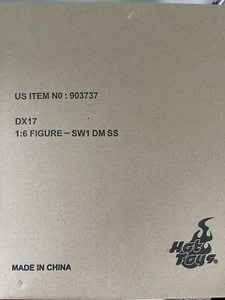 US ITEM NO : 903737
DX17
1:6 FIGURE – SW1 DM SS
Hot
Toys
MADE IN CHINA